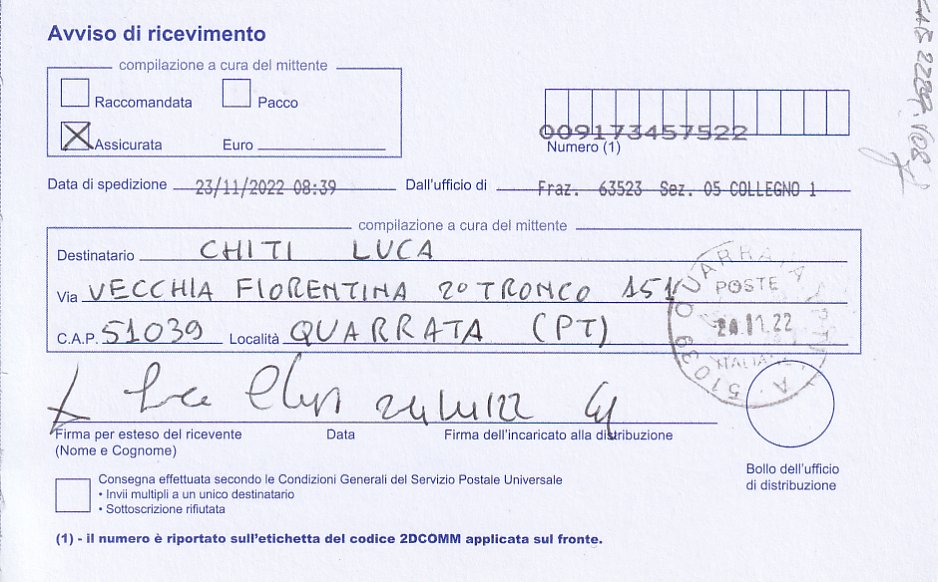 Avviso di ricevimento
compilazione a cura del mittente
Raccomandata Pacco
Assicurata Euro
009173457522
Numero (1)
Data di spedizione 23/11/2022 08:39 Dall'ufficio di Fraz. 63523 Sez. 05 COLLEGNO 1
compilazione a cura del mittente
Destinatario CHITI LUCA
Via VECCHIA FIORENTINA 2° TRONCO 151
C.A.P. 51039 Località QUARRATA (PT)
51039 QUARRATA
POSTE
24.11.22
ITALIANE
24/11/22
Firma per esteso del ricevente Data Firma dell'incaricato alla distribuzione
(Nome e Cognome)
Bollo dell'ufficio
di distribuzione
Consegna effettuata secondo le Condizioni Generali del Servizio Postale Universale
• Invii multipli a un unico destinatario
• Sottoscrizione rifiutata
(1) - il numero è riportato sull'etichetta del codice 2DCOMM applicata sul fronte.